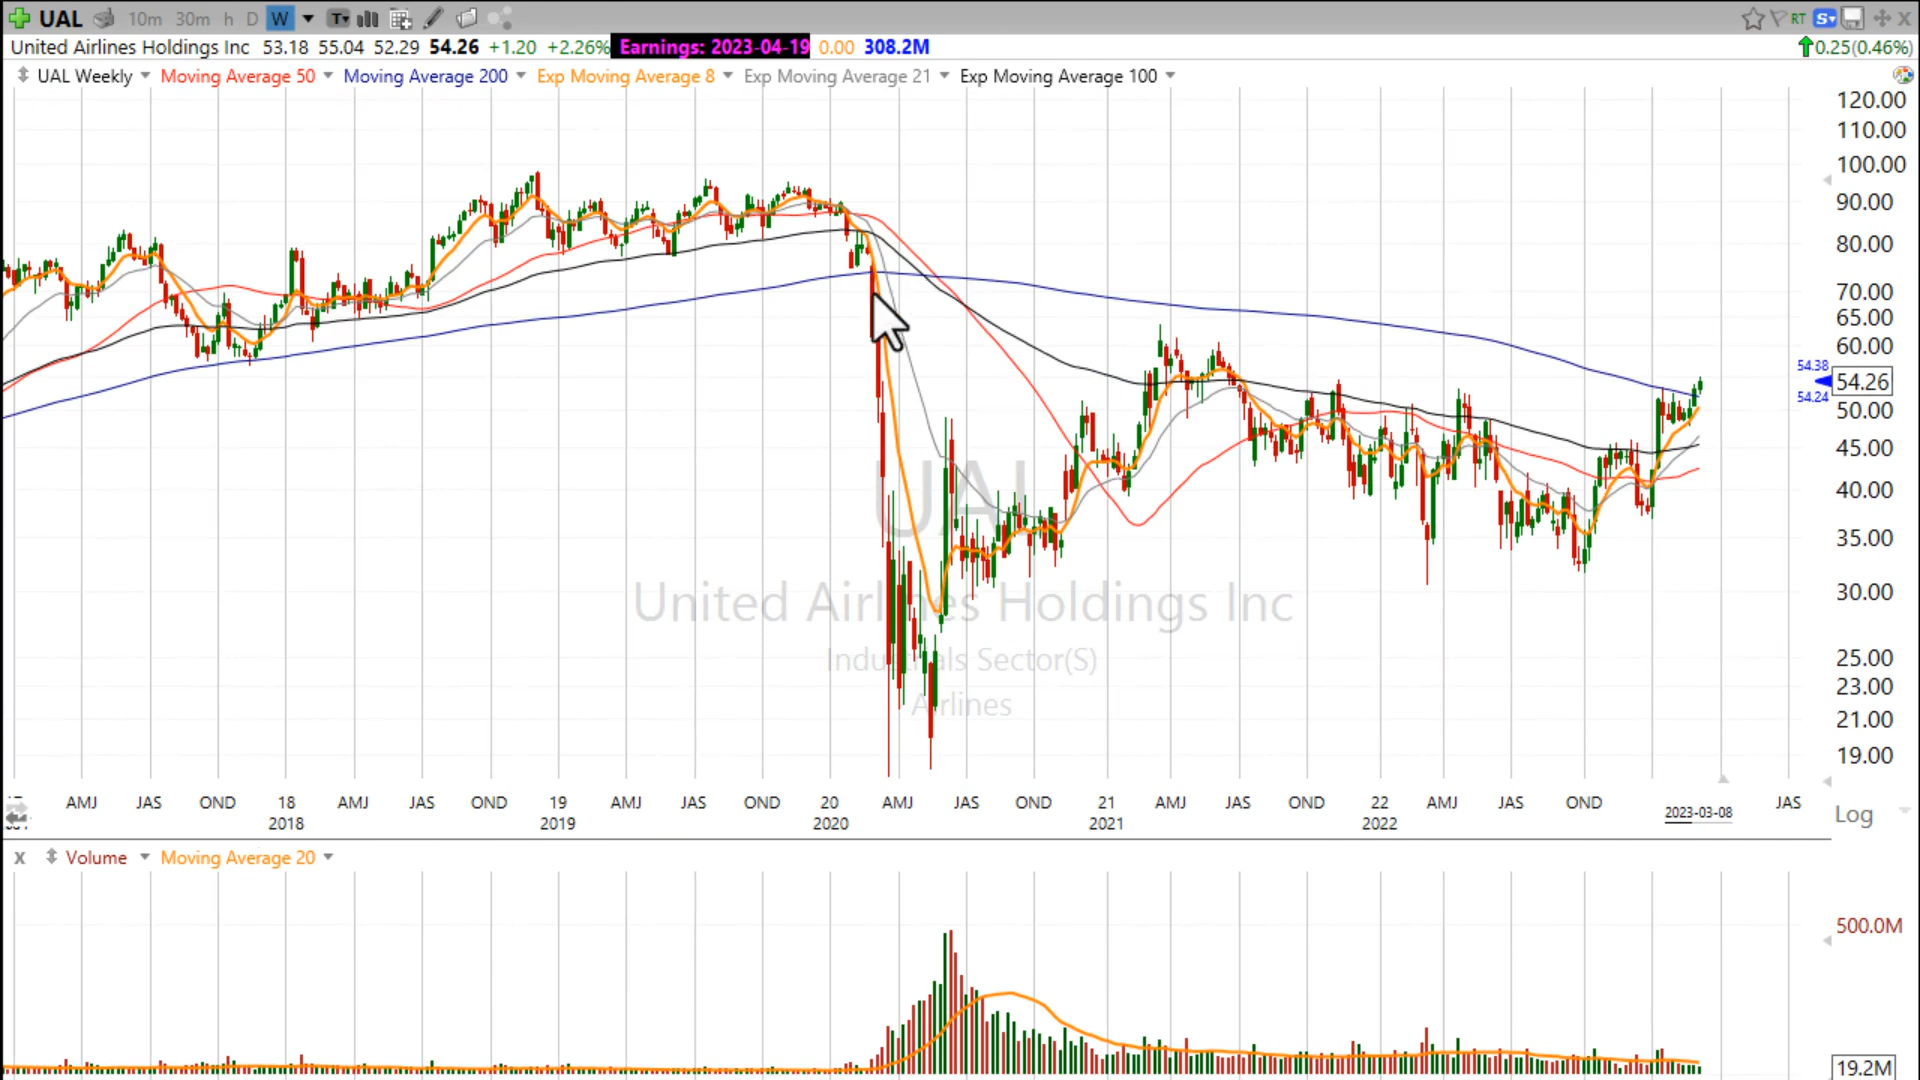 UAL 10m 30m h D W T
RT S
United Airlines Holdings Inc 53.18 55.04 52.29 54.26 +1.20 +2.26% Earnings: 2023-04-19 0.00 308.2M 0.25(0.46%)
UAL Weekly Moving Average 50 Moving Average 200 Exp Moving Average 8 Exp Moving Average 21 Exp Moving Average 100
120.00
110.00
100.00
90.00
80.00
70.00
65.00
60.00
54.38
54.26
54.24
50.00
45.00
40.00
35.00
30.00
25.00
23.00
21.00
19.00
UAL
United Airlines Holdings Inc
Industrials Sector(S)
Airlines
AMJ JAS OND 18 AMJ JAS OND 19 AMJ JAS OND 20 AMJ JAS OND 21 AMJ JAS OND 22 AMJ JAS OND JAS
2018 2019 2020 2021 2022 2023-03-08
Log
x Volume Moving Average 20
500.0M
19.2M